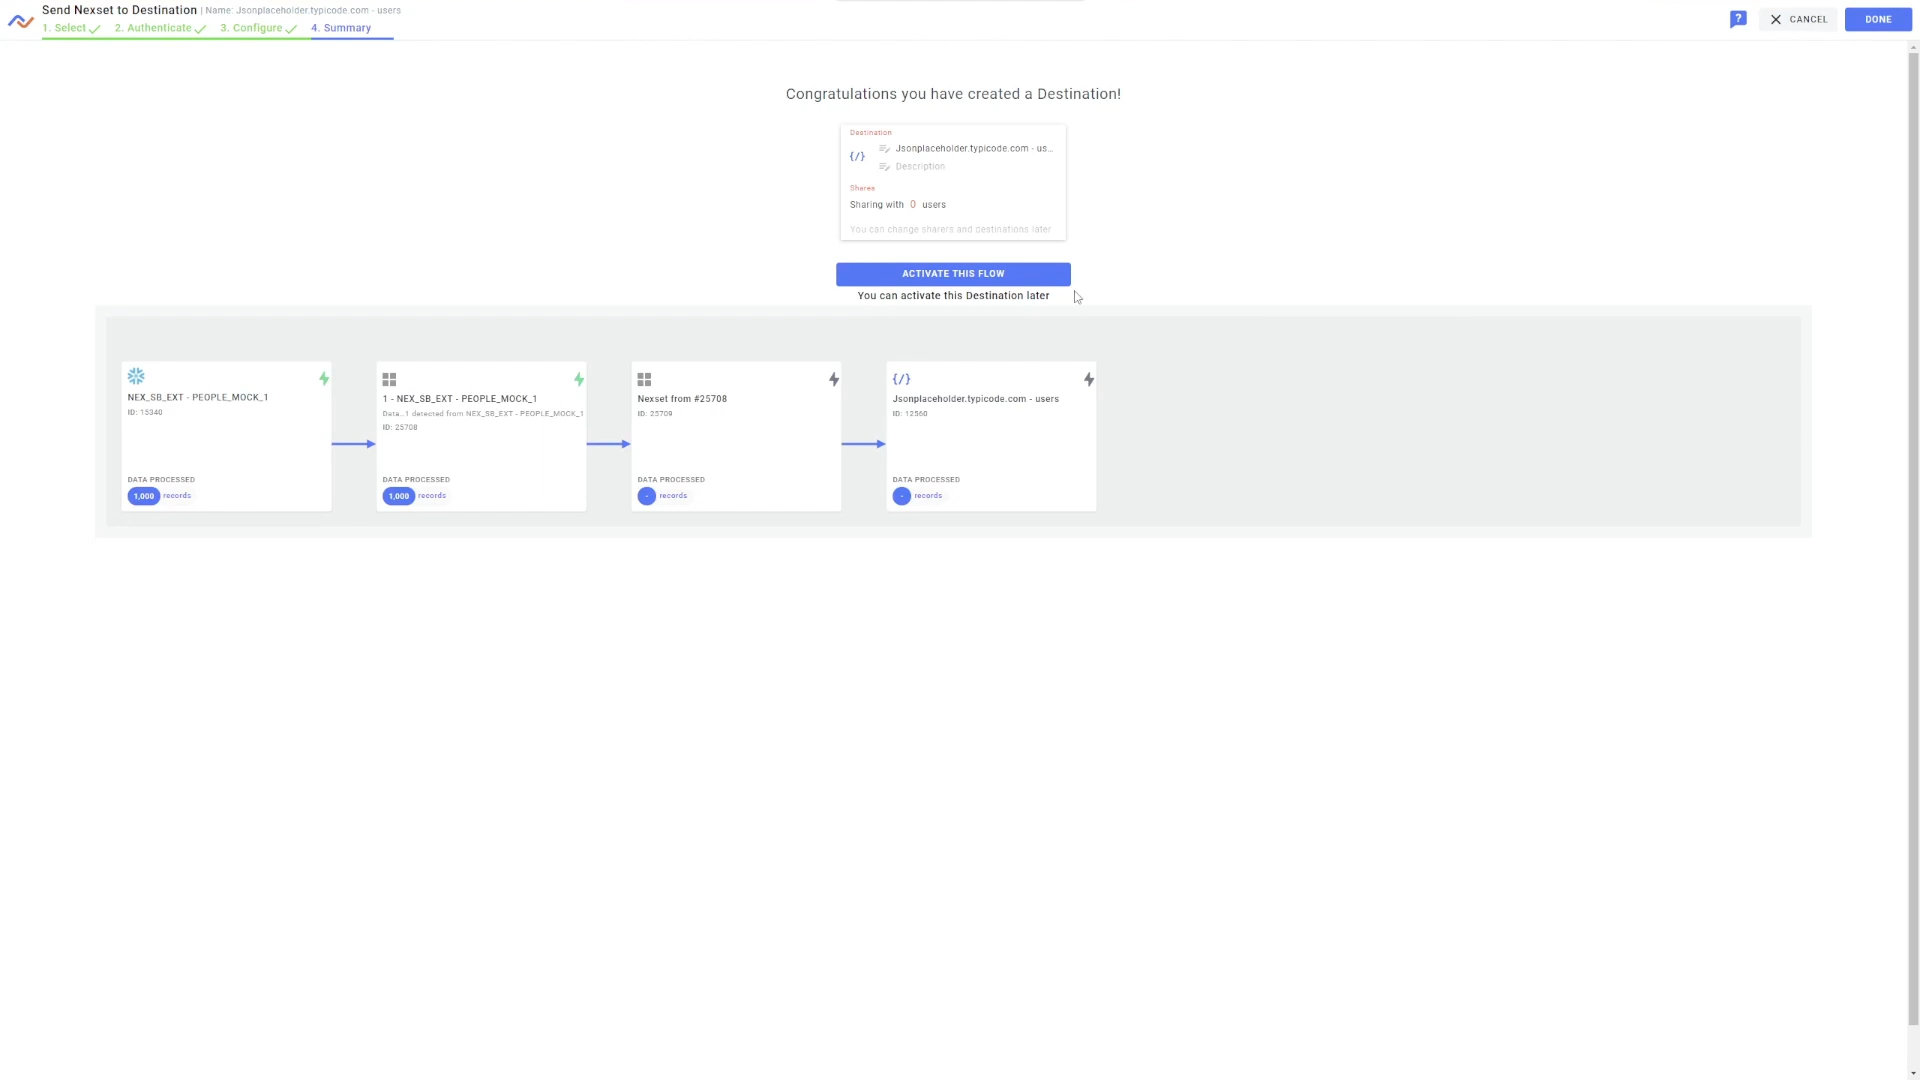 Send Nexset to Destination | Name: Jsonplaceholder.typicode.com - users
1. Select 2. Authenticate 3. Configure 4. Summary
? CANCEL DONE
Congratulations you have created a Destination!
Destination
{/} Jsonplaceholder.typicode.com - us...
Description
Shares
Sharing with 0 users
You can change sharers and destinations later
ACTIVATE THIS FLOW
You can activate this Destination later
NEX_SB_EXT - PEOPLE_MOCK_1
ID: 15340
DATA PROCESSED
1,000 records
1 - NEX_SB_EXT - PEOPLE_MOCK_1
Data...1 detected from NEX_SB_EXT - PEOPLE_MOCK_1
ID: 25708
DATA PROCESSED
1,000 records
Nexset from #25708
ID: 25709
DATA PROCESSED
- records
{/}
Jsonplaceholder.typicode.com - users
ID: 12560
DATA PROCESSED
- records